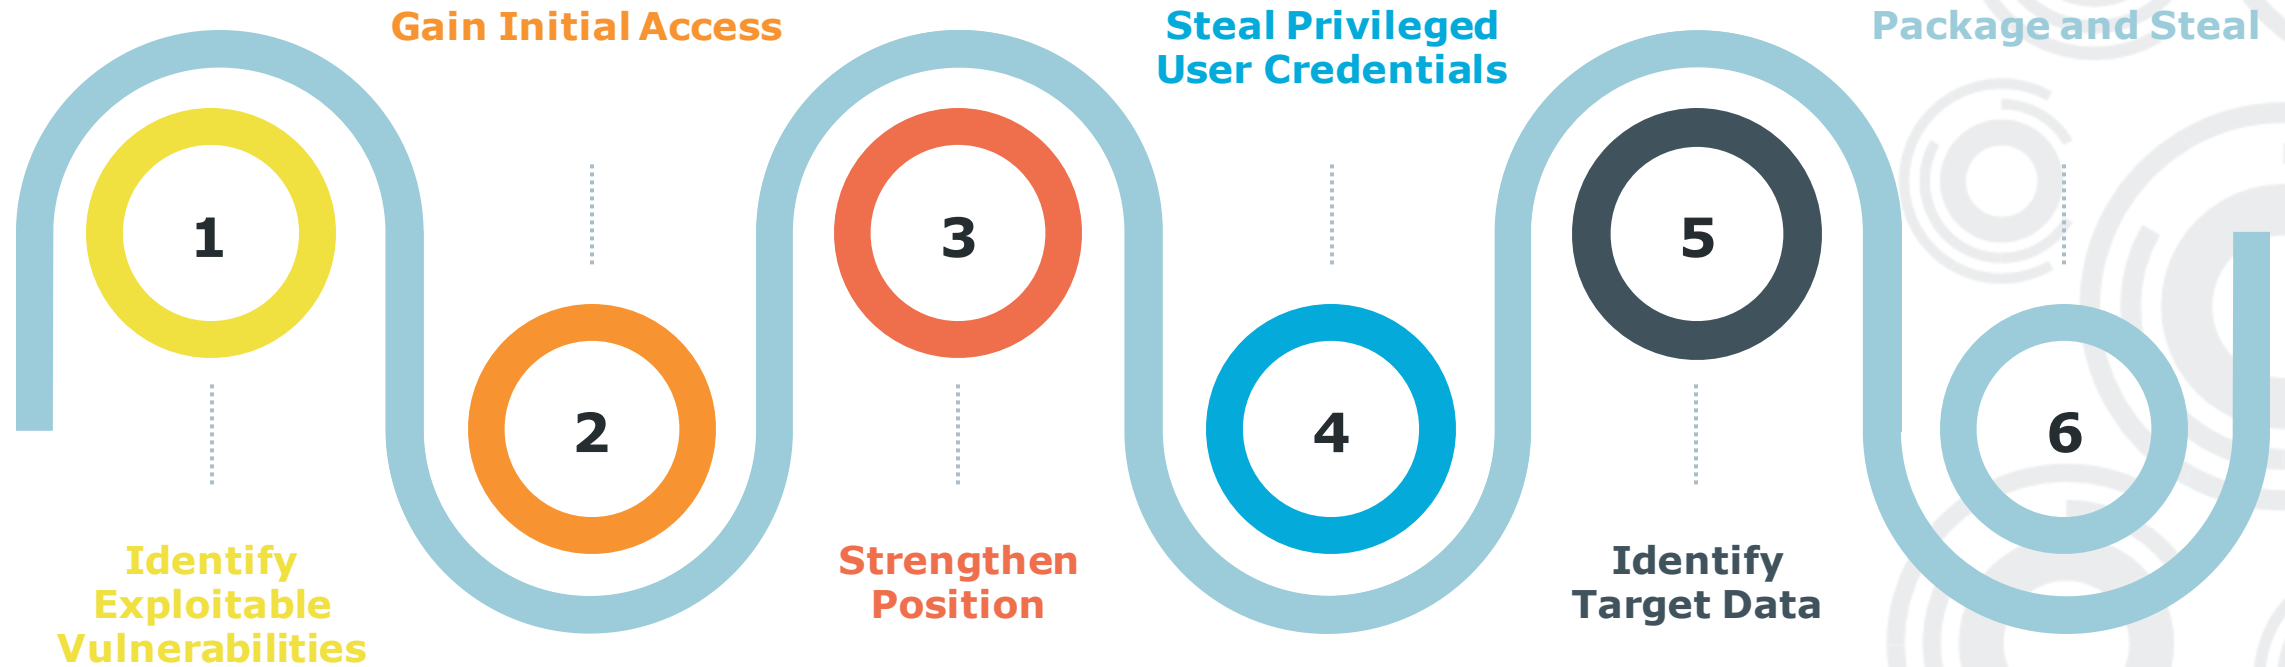 1
Identify
Exploitable
Vulnerabilities
Gain Initial Access
2
3
Strengthen
Position
Steal Privileged
User Credentials
4
5
Identify
Target Data
Package and Steal
6